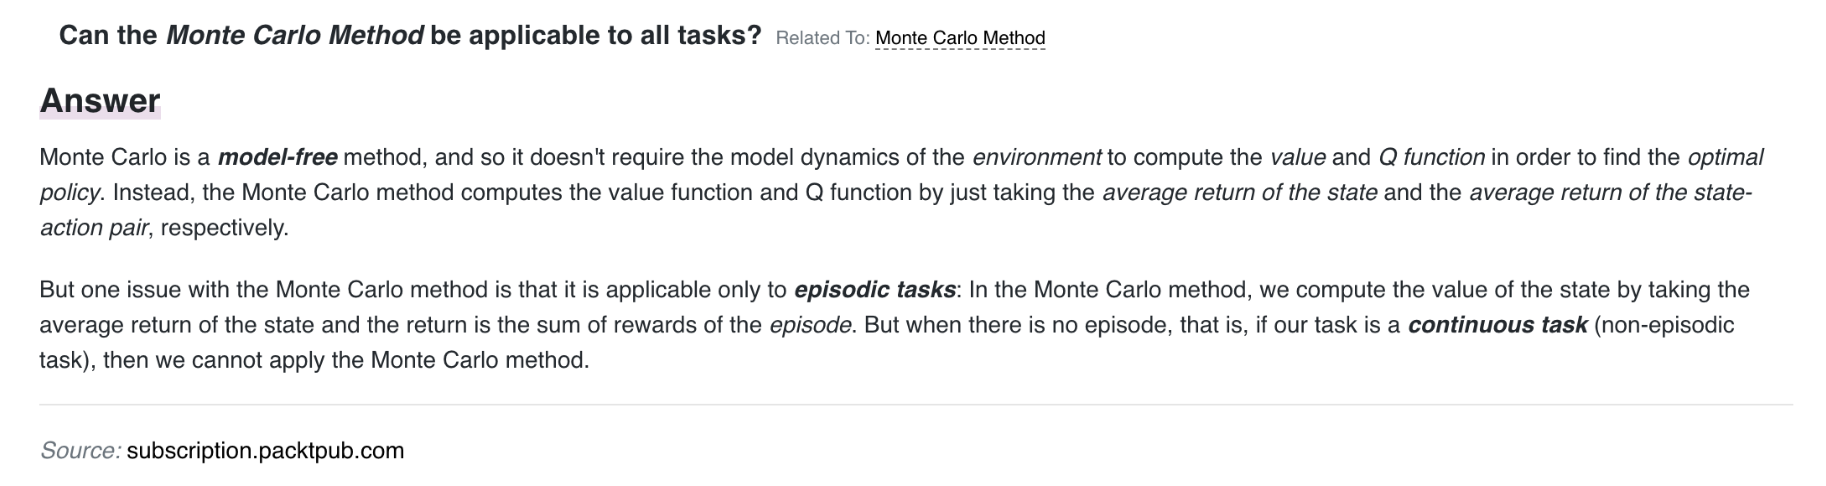 Can the Monte Carlo Method be applicable to all tasks? Related To: Monte Carlo Method
Answer
Monte Carlo is a model-free method, and so it doesn't require the model dynamics of the environment to compute the value and Q function in order to find the optimal
policy. Instead, the Monte Carlo method computes the value function and Q function by just taking the average return of the state and the average return of the state-
action pair, respectively.
But one issue with the Monte Carlo method is that it is applicable only to episodic tasks: In the Monte Carlo method, we compute the value of the state by taking the
average return of the state and the return is the sum of rewards of the episode. But when there is no episode, that is, if our task is a continuous task (non-episodic
task), then we cannot apply the Monte Carlo method.
Source: subscription.packtpub.com